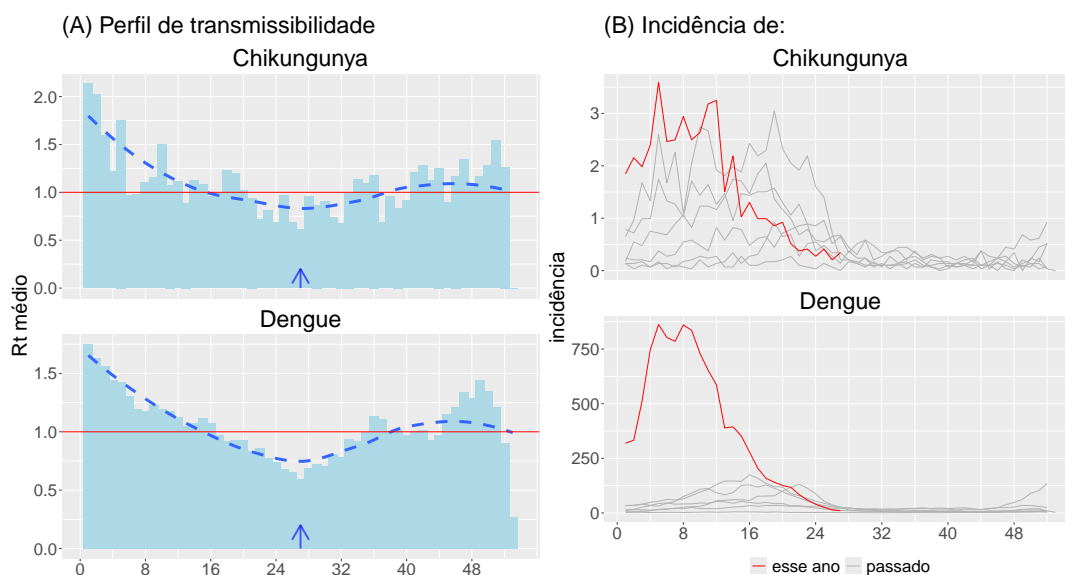 (A) Perfil de transmissibilidade
Chikungunya
2.0
1.5
1.0
0.5
0.0
Dengue
1.5
1.0
0.5
0.0
0 8 16 24 32 40 48
Rt médio
(B) Incidência de:
Chikungunya
3
2
1
0
Dengue
750
500
250
0
0 8 16 24 32 40 48
incidência
esse ano passado